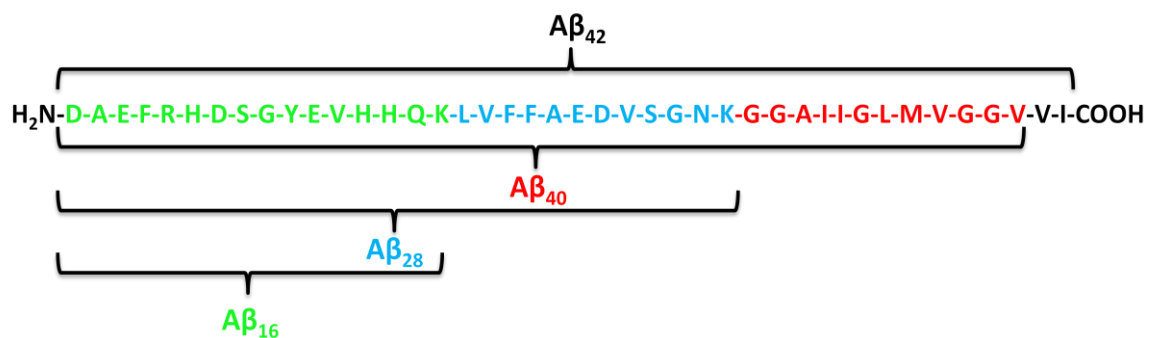 Aβ₄₂
H₂N-D-A-E-F-R-H-D-S-G-Y-E-V-H-H-Q-K-L-V-F-F-A-E-D-V-S-G-N-K-G-G-A-I-I-G-L-M-V-G-G-V-V-I-COOH
Aβ₄₀
Aβ₂₈
Aβ₁₆